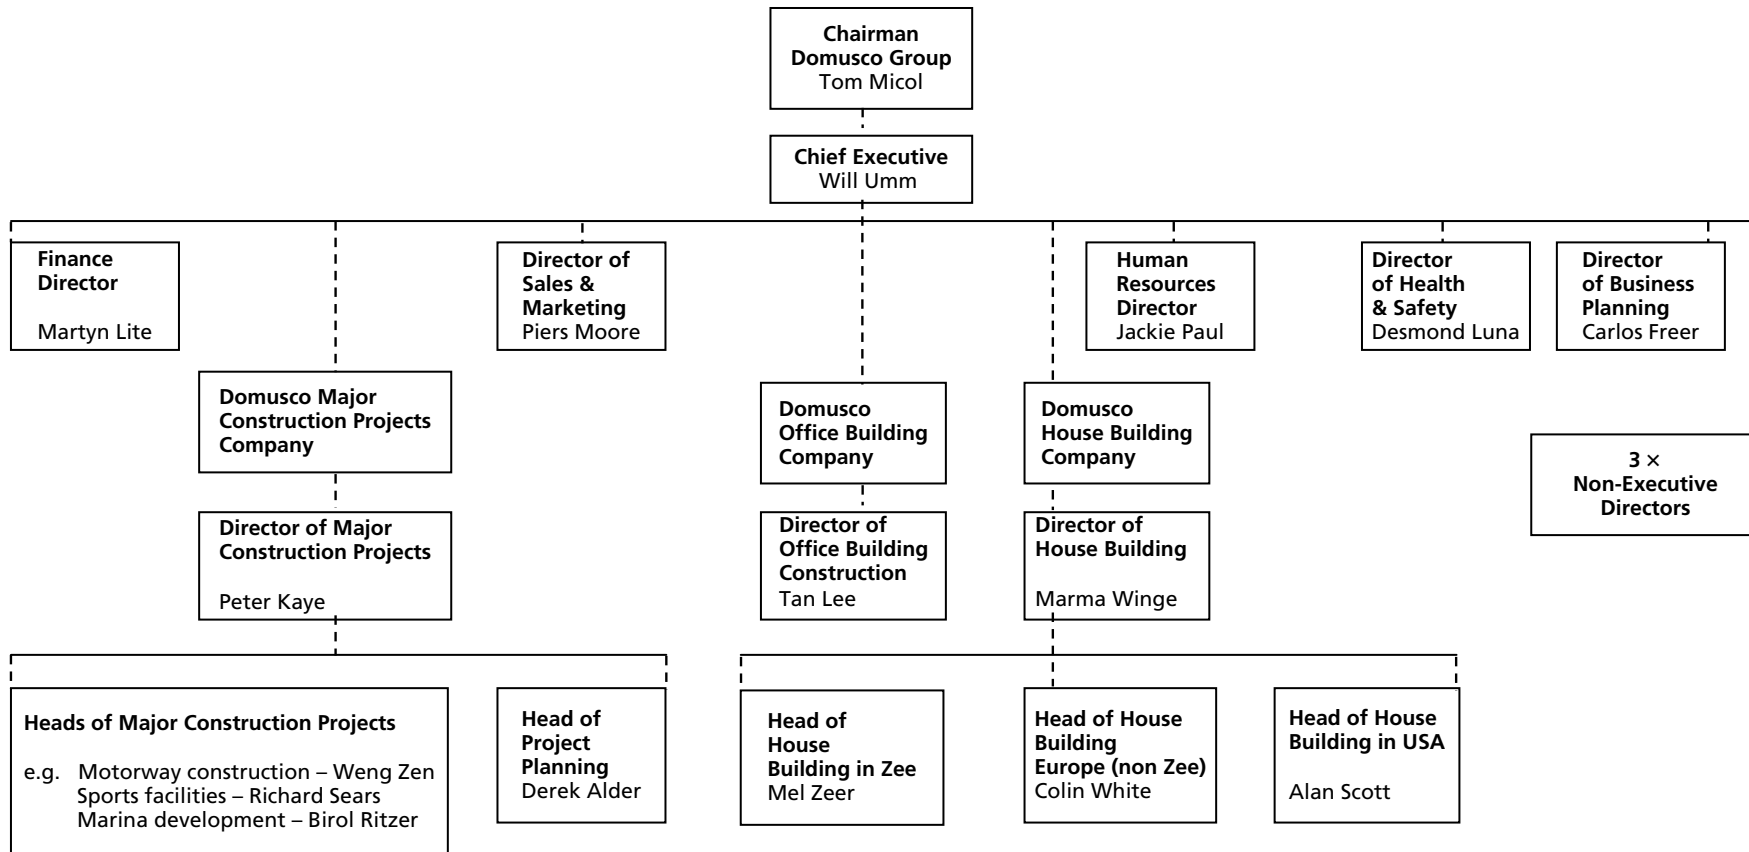 Chairman
Domusco Group
Tom Micol
Chief Executive
Will Umm
Finance
Director
Martyn Lite
Director of
Sales &
Marketing
Piers Moore
Human
Resources
Director
Jackie Paul
Director
of Health
& Safety
Desmond Luna
Director
of Business
Planning
Carlos Freer
Domusco Major
Construction Projects
Company
Domusco
Office Building
Company
Domusco
House Building
Company
3 ×
Non-Executive
Directors
Director of Major
Construction Projects
Peter Kaye
Director of
Office Building
Construction
Tan Lee
Director of
House Building
Marma Winge
Heads of Major Construction Projects
e.g. Motorway construction – Weng Zen
Sports facilities – Richard Sears
Marina development – Birol Ritzer
Head of
Project
Planning
Derek Alder
Head of
House
Building in Zee
Mel Zeer
Head of House
Building
Europe (non Zee)
Colin White
Head of House
Building in USA
Alan Scott